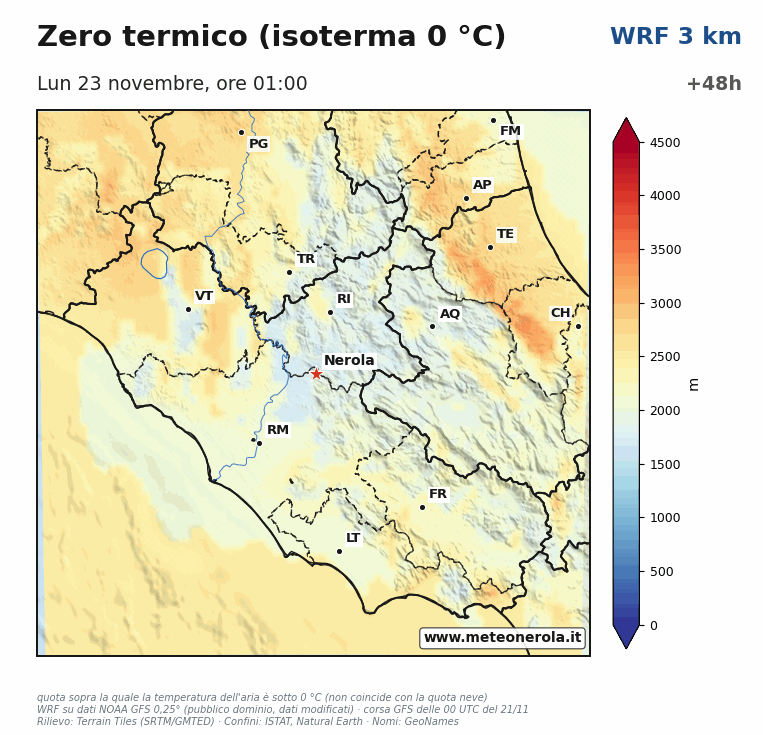 Zero termico (isoterma 0 °C)
WRF 3 km
Lun 23 novembre, ore 01:00
+48h
FM
PG
AP
TE
TR
VT
RI
AQ
CH
Nerola
RM
FR
LT
www.meteonerola.it
4500
4000
3500
3000
2500
2000
1500
1000
500
0
m
quota sopra la quale la temperatura dell'aria è sotto 0 °C (non coincide con la quota neve)
WRF su dati NOAA GFS 0,25° (pubblico dominio, dati modificati) · corsa GFS delle 00 UTC del 21/11
Rilievo: Terrain Tiles (SRTM/GMTED) · Confini: ISTAT, Natural Earth · Nomi: GeoNames